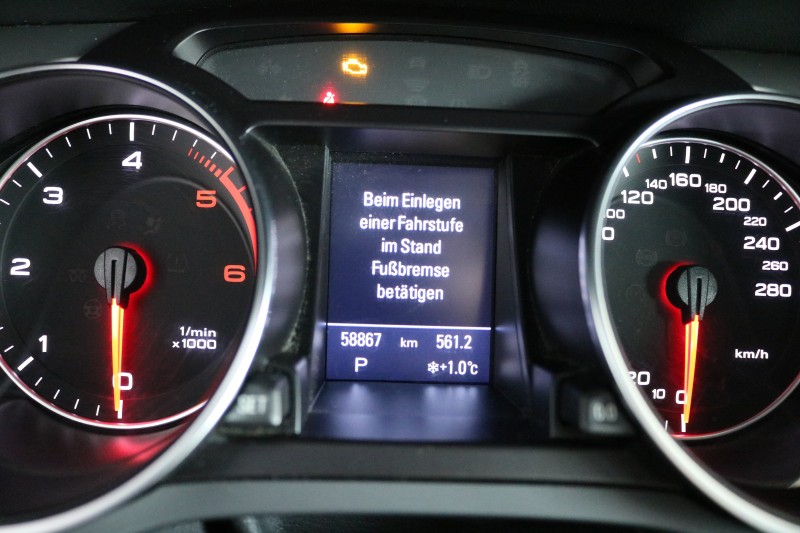 Beim Einlegen
einer Fahrstufe
im Stand
Fußbremse
betätigen
58867 km 561.2
P ❄+1.0°C
0
1
2
3
4
5
6
1/min
x1000
SET
10
120
140
160
180
200
220
240
260
280
km/h
0